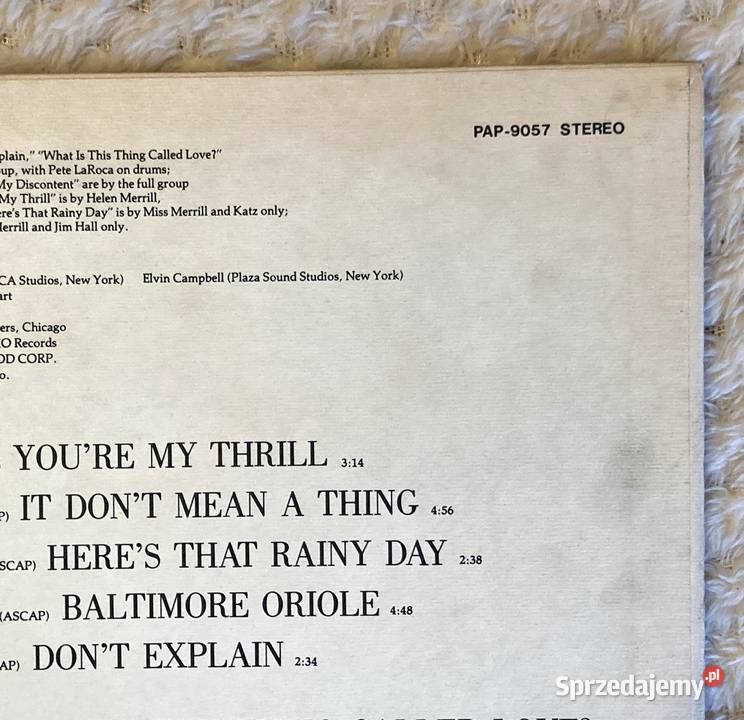 PAP-9057 STEREO
plain," "What Is This Thing Called Love?"
up, with Pete LaRoca on drums;
My Discontent" are by the full group
My Thrill" is by Helen Merrill,
ere's That Rainy Day" is by Miss Merrill and Katz only;
Merrill and Jim Hall only.
CA Studios, New York) Elvin Campbell (Plaza Sound Studios, New York)
art
ers, Chicago
O Records
OD CORP.
o.
YOU'RE MY THRILL 3:14
P) IT DON'T MEAN A THING 4:56
SCAP) HERE'S THAT RAINY DAY 2:38
(ASCAP) BALTIMORE ORIOLE 4:48
AP) DON'T EXPLAIN 2:34
Sprzedajemy.pl